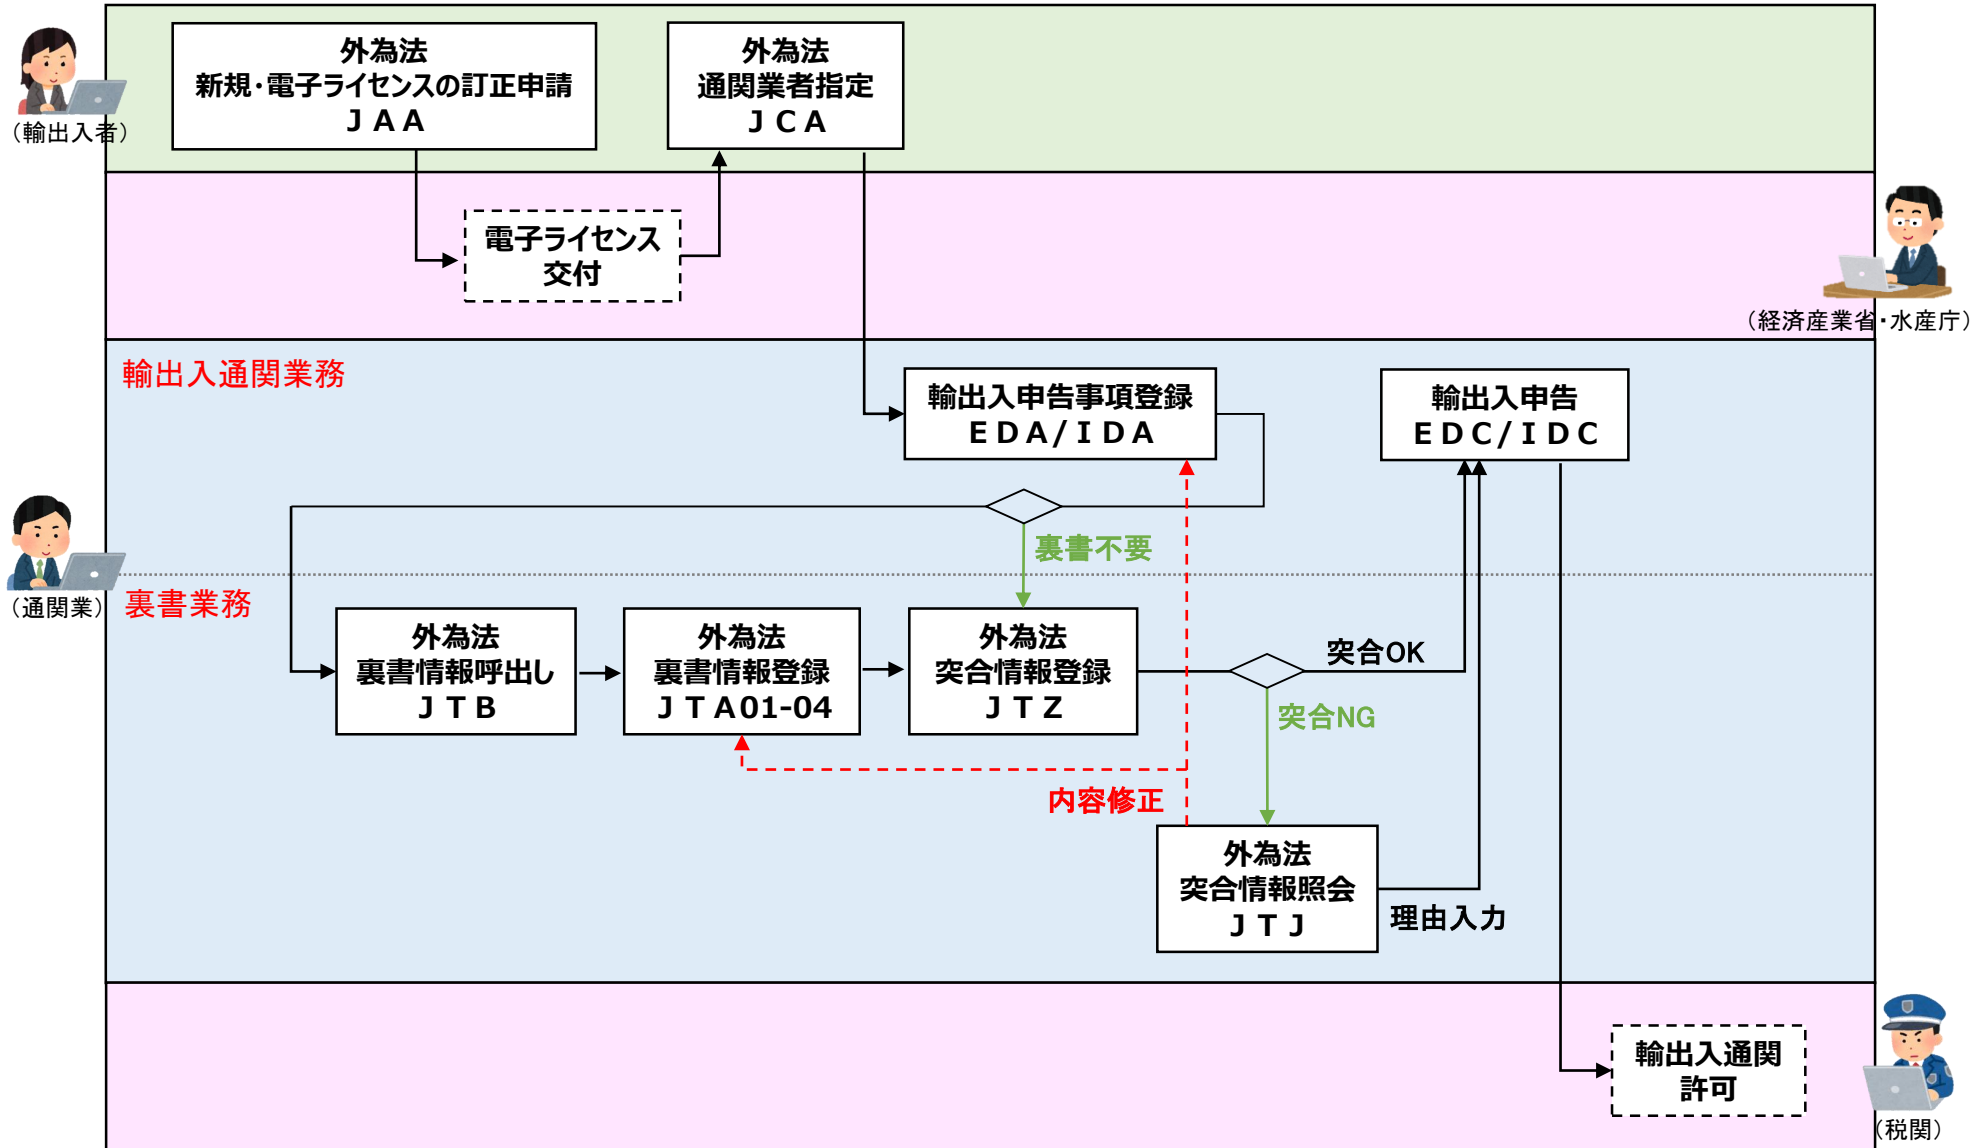 外為法
新規・電子ライセンスの訂正申請
ＪＡＡ
外為法
通関業者指定
ＪＣＡ
（輸出入者）
電子ライセンス
交付
（経済産業省・水産庁）
輸出入通関業務
輸出入申告事項登録
ＥＤＡ/ＩＤＡ
輸出入申告
ＥＤＣ/ＩＤＣ
裏書不要
（通関業）
裏書業務
外為法
裏書情報呼出し
ＪＴＢ
外為法
裏書情報登録
ＪＴＡ01-04
外為法
突合情報登録
ＪＴＺ
突合OK
突合NG
内容修正
外為法
突合情報照会
ＪＴＪ
理由入力
輸出入通関
許可
（税関）